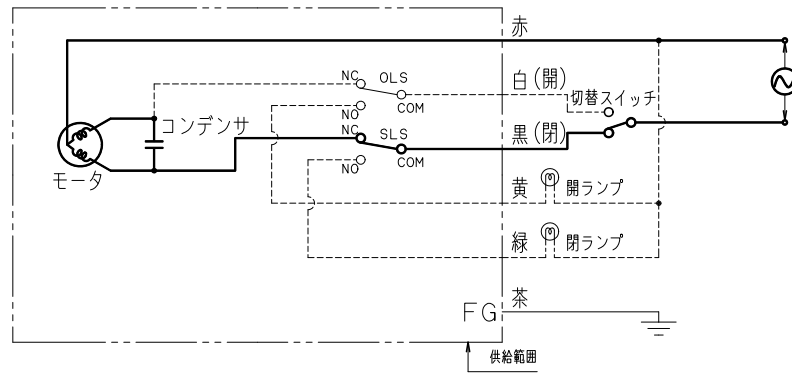 赤
NC OLS
白(開)
COM
切替スイッチ
コンデンサ
NO
NC SLS
黒(閉)
COM
NO
モータ
黄
開ランプ
緑
閉ランプ
FG
茶
供給範囲